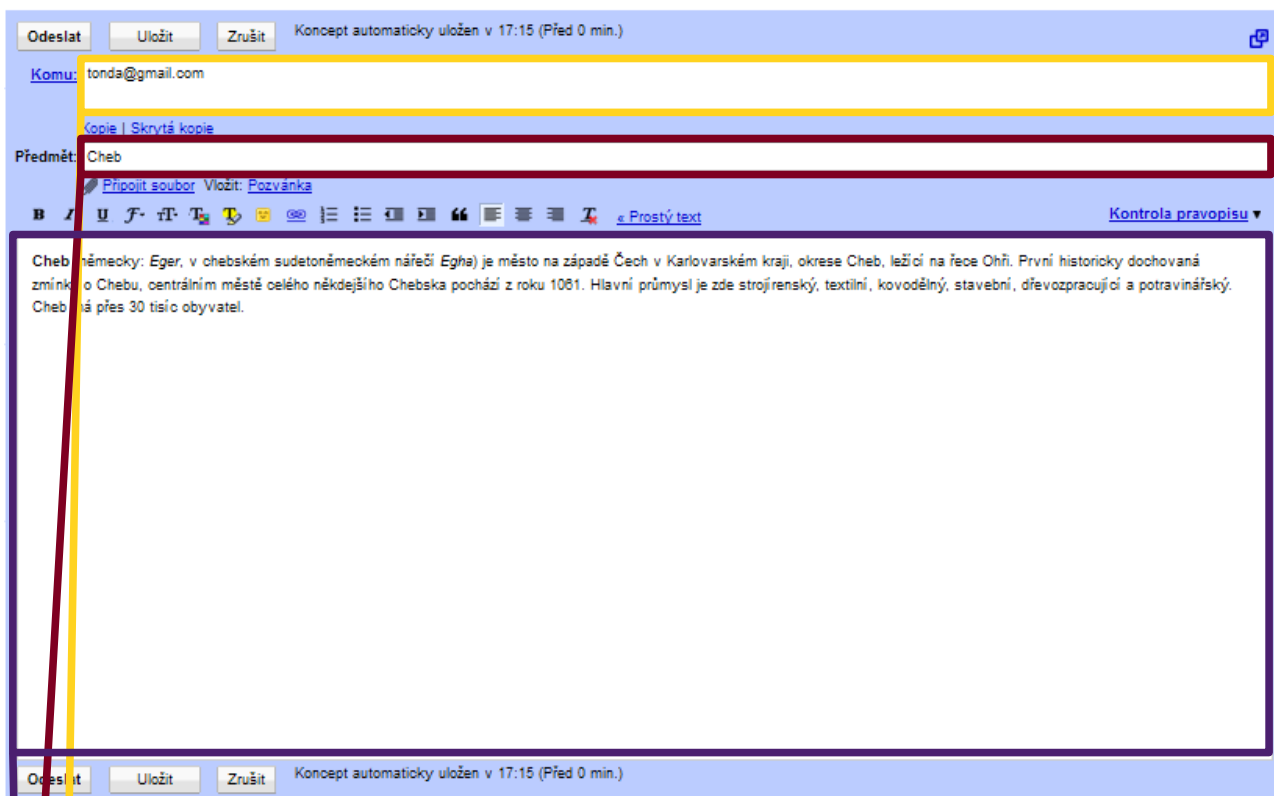 Odeslat Uložit Zrušit Koncept automaticky uložen v 17:15 (Před 0 min.)
Komu: tonda@gmail.com
Kopie | Skrytá kopie
Předmět: Cheb
Připojit soubor Vložit: Pozvánka
B I U « Prostý text Kontrola pravopisu ▼
Cheb německy: Eger, v chebském sudetoněmeckém nářečí Egha) je město na západě Čech v Karlovarském kraji, okrese Cheb, ležící na řece Ohři. První historicky dochovaná
zmínka o Chebu, centrálním městě celého někdejšího Chebska pochází z roku 1061. Hlavní průmysl je zde strojírenský, textilní, kovodělný, stavební, dřevozpracující a potravinářský.
Cheb má přes 30 tisíc obyvatel.
Odeslat Uložit Zrušit Koncept automaticky uložen v 17:15 (Před 0 min.)